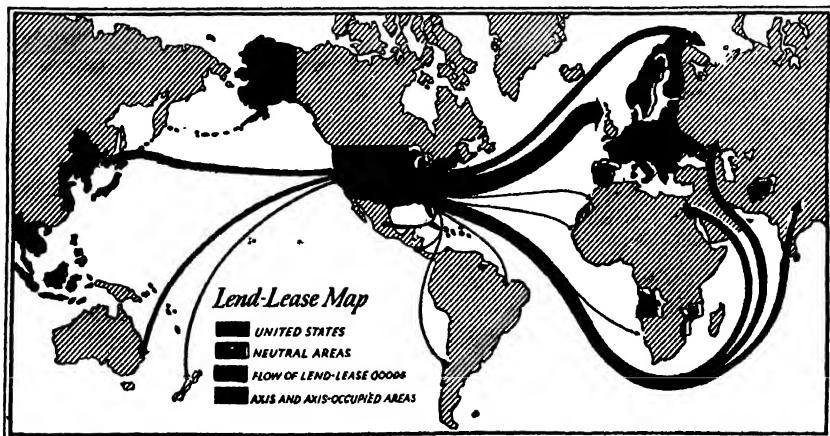 Lend-Lease Map
UNITED STATES
NEUTRAL AREAS
FLOW OF LEND-LEASE GOODS
AXIS AND AXIS-OCCUPIED AREAS